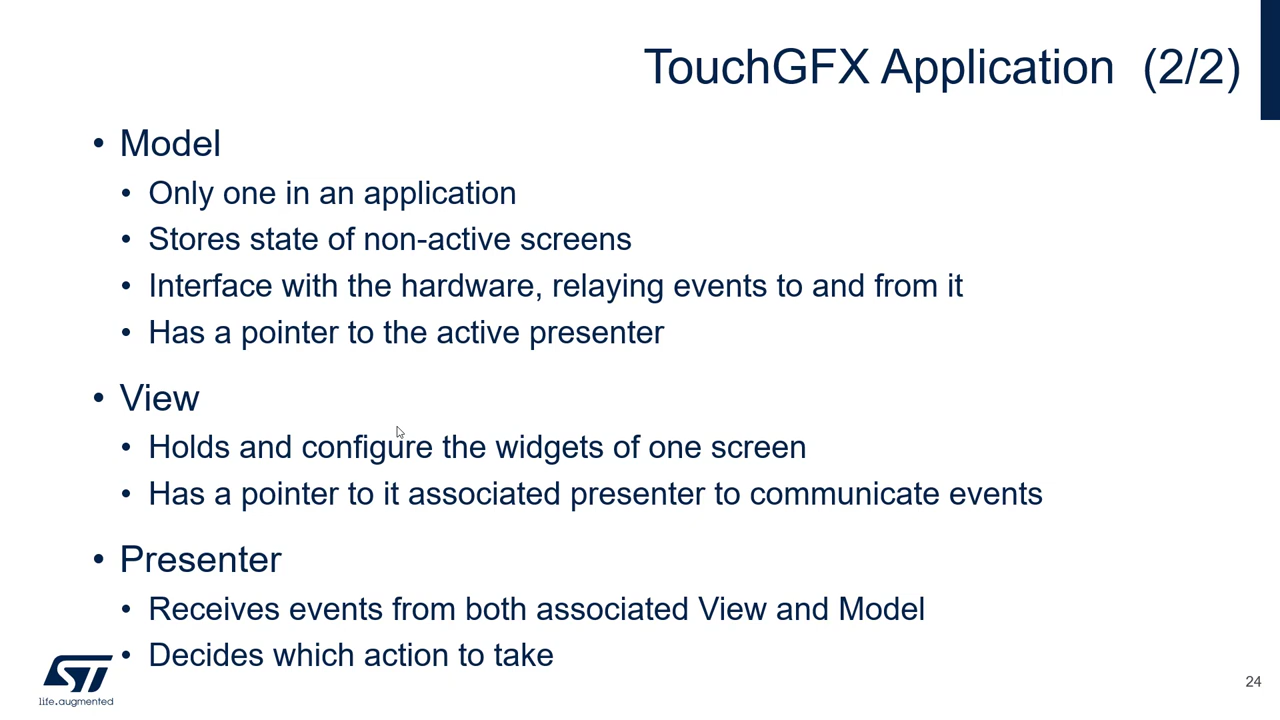 TouchGFX Application (2/2)
• Model
• Only one in an application
• Stores state of non-active screens
• Interface with the hardware, relaying events to and from it
• Has a pointer to the active presenter
• View
• Holds and configure the widgets of one screen
• Has a pointer to it associated presenter to communicate events
• Presenter
• Receives events from both associated View and Model
• Decides which action to take
ST
life.augmented
24